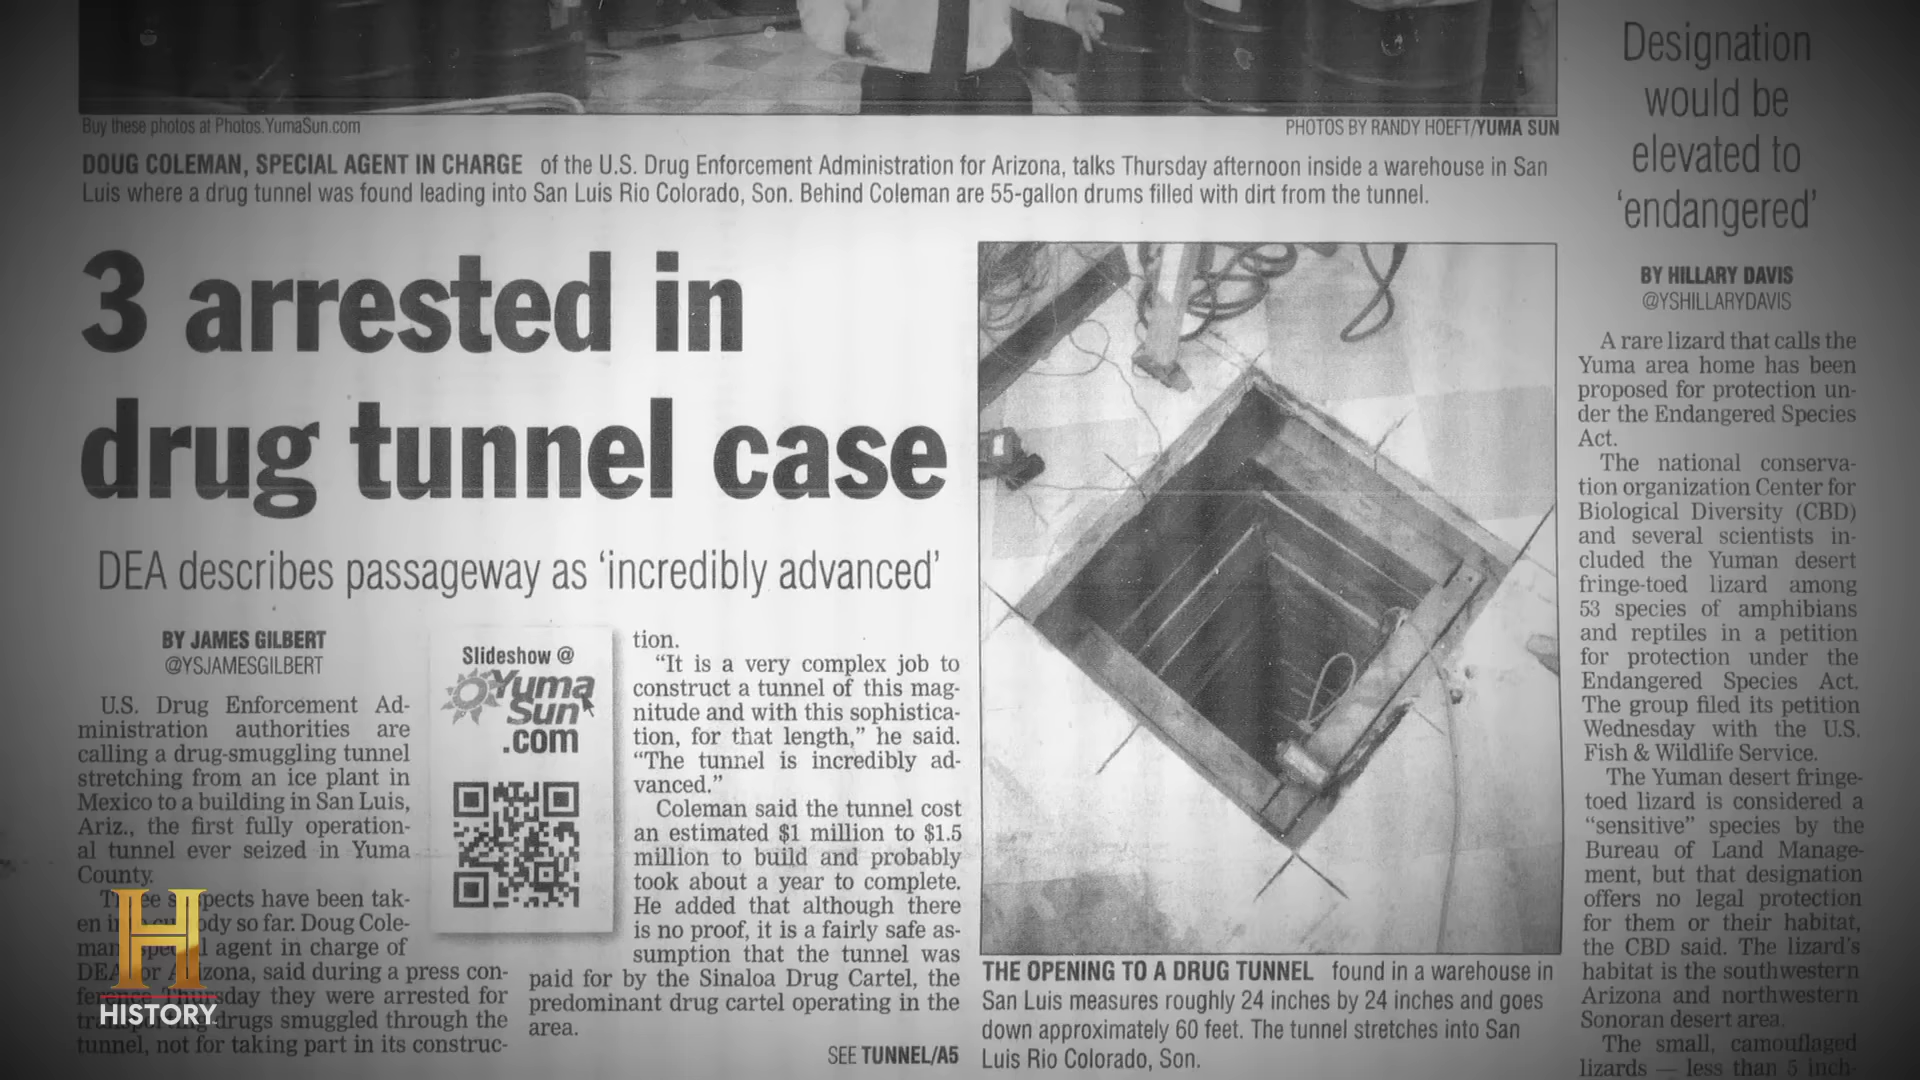 Buy these photos at Photos.YumaSun.com
PHOTOS BY RANDY HOEFT/YUMA SUN
DOUG COLEMAN, SPECIAL AGENT IN CHARGE of the U.S. Drug Enforcement Administration for Arizona, talks Thursday afternoon inside a warehouse in San
Luis where a drug tunnel was found leading into San Luis Rio Colorado, Son. Behind Coleman are 55-gallon drums filled with dirt from the tunnel.
3 arrested in
drug tunnel case
DEA describes passageway as ‘incredibly advanced’
BY JAMES GILBERT
@YSJAMESGILBERT
U.S. Drug Enforcement Ad-
ministration authorities are
calling a drug-smuggling tunnel
stretching from an ice plant in
Mexico to a building in San Luis,
Ariz., the first fully operation-
al tunnel ever seized in Yuma
County.
have been tak-
so far. Doug Cole-
agent in charge of
said during a press con-
they were arrested for
drugs smuggled through the
tunnel, not for taking part in its construc-
Slideshow @
Yuma
Sun
.com
tion.
“It is a very complex job to
construct a tunnel of this mag-
nitude and with this sophistica-
tion, for that length,” he said.
“The tunnel is incredibly ad-
vanced.”
Coleman said the tunnel cost
an estimated $1 million to $1.5
million to build and probably
took about a year to complete.
He added that although there
is no proof, it is a fairly safe as-
sumption that the tunnel was
paid for by the Sinaloa Drug Cartel, the
predominant drug cartel operating in the
area.
SEE TUNNEL/A5
THE OPENING TO A DRUG TUNNEL found in a warehouse in
San Luis measures roughly 24 inches by 24 inches and goes
down approximately 60 feet. The tunnel stretches into San
Luis Rio Colorado, Son.
Designation
would be
elevated to
‘endangered’
BY HILLARY DAVIS
@YSHILLARYDAVIS
A rare lizard that calls the
Yuma area home has been
proposed for protection un-
der the Endangered Species
Act.
The national conserva-
tion organization Center for
Biological Diversity (CBD)
and several scientists in-
cluded the Yuman desert
fringe-toed lizard among
53 species of amphibians
and reptiles in a petition
for protection under the
Endangered Species Act.
The group filed its petition
Wednesday with the U.S.
Fish & Wildlife Service.
The Yuman desert fringe-
toed lizard is considered a
“sensitive” species by the
Bureau of Land Manage-
ment, but that designation
offers no legal protection
for them or their habitat,
the CBD said. The lizard’s
habitat is the southwestern
Arizona and northwestern
Sonoran desert area.
The small, camouflaged
lizards — less than 5 inch-
H
HISTORY